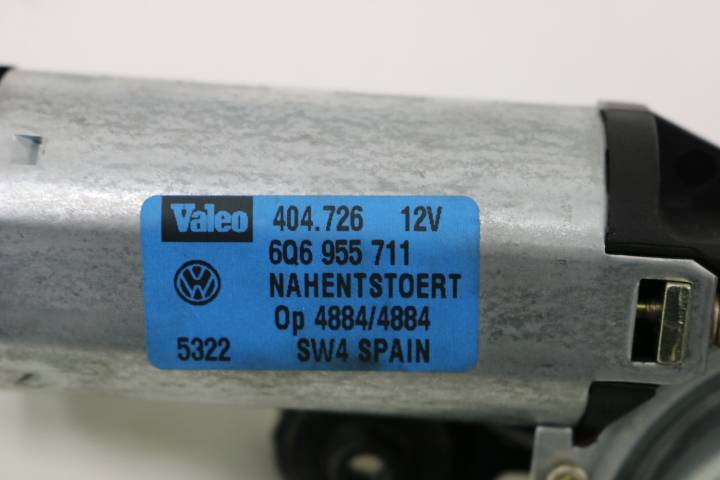 Valeo 404.726 12V
6Q6 955 711
NAHENTSTOERT
Op 4884/4884
5322 SW4 SPAIN